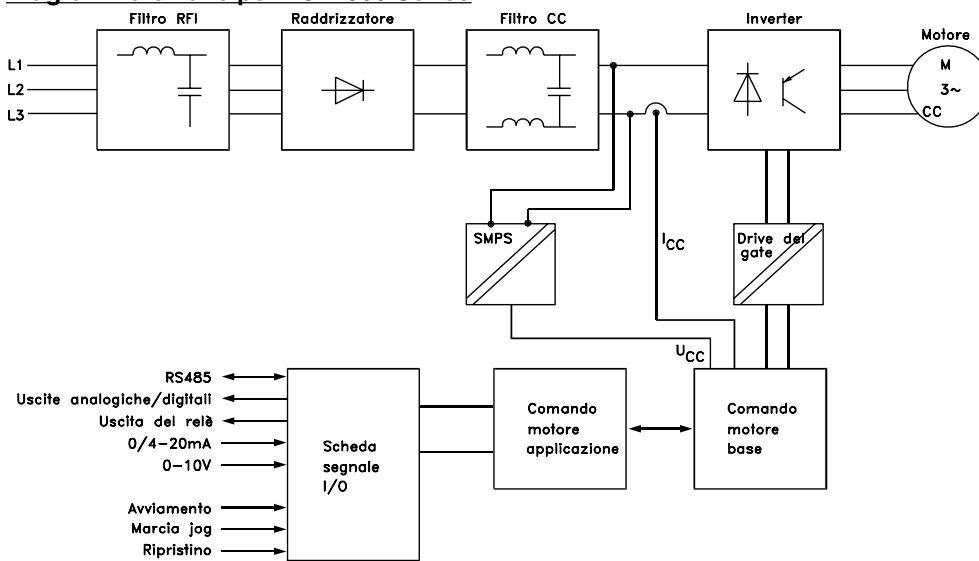 Filtro RFI
Raddrizzatore
Filtro CC
Inverter
Motore
L1
L2
L3
M
3~
CC
SMPS
ICC
Drive del
gate
UCC
RS485
Uscite analogiche/digitali
Uscita del relè
0/4-20mA
0-10V
Avviamento
Marcia jog
Ripristino
Scheda
segnale
I/O
Comando
motore
applicazione
Comando
motore
base